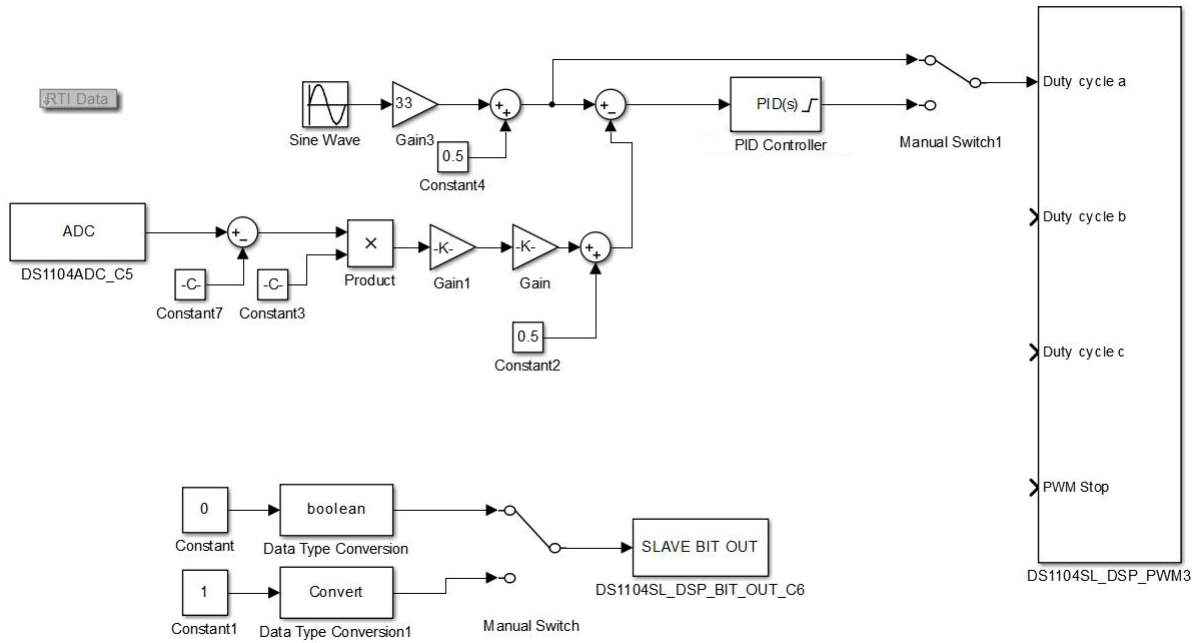 RTI Data
Sine Wave
33
Gain3
0.5
Constant4
PID(s)
PID Controller
Manual Switch1
Duty cycle a
Duty cycle b
Duty cycle c
PWM Stop
DS1104SL_DSP_PWM3
ADC
DS1104ADC_C5
-C-
Constant7
-C-
Constant3
×
Product
-K-
Gain1
-K-
Gain
0.5
Constant2
0
Constant
boolean
Data Type Conversion
1
Constant1
Convert
Data Type Conversion1
Manual Switch
SLAVE BIT OUT
DS1104SL_DSP_BIT_OUT_C6